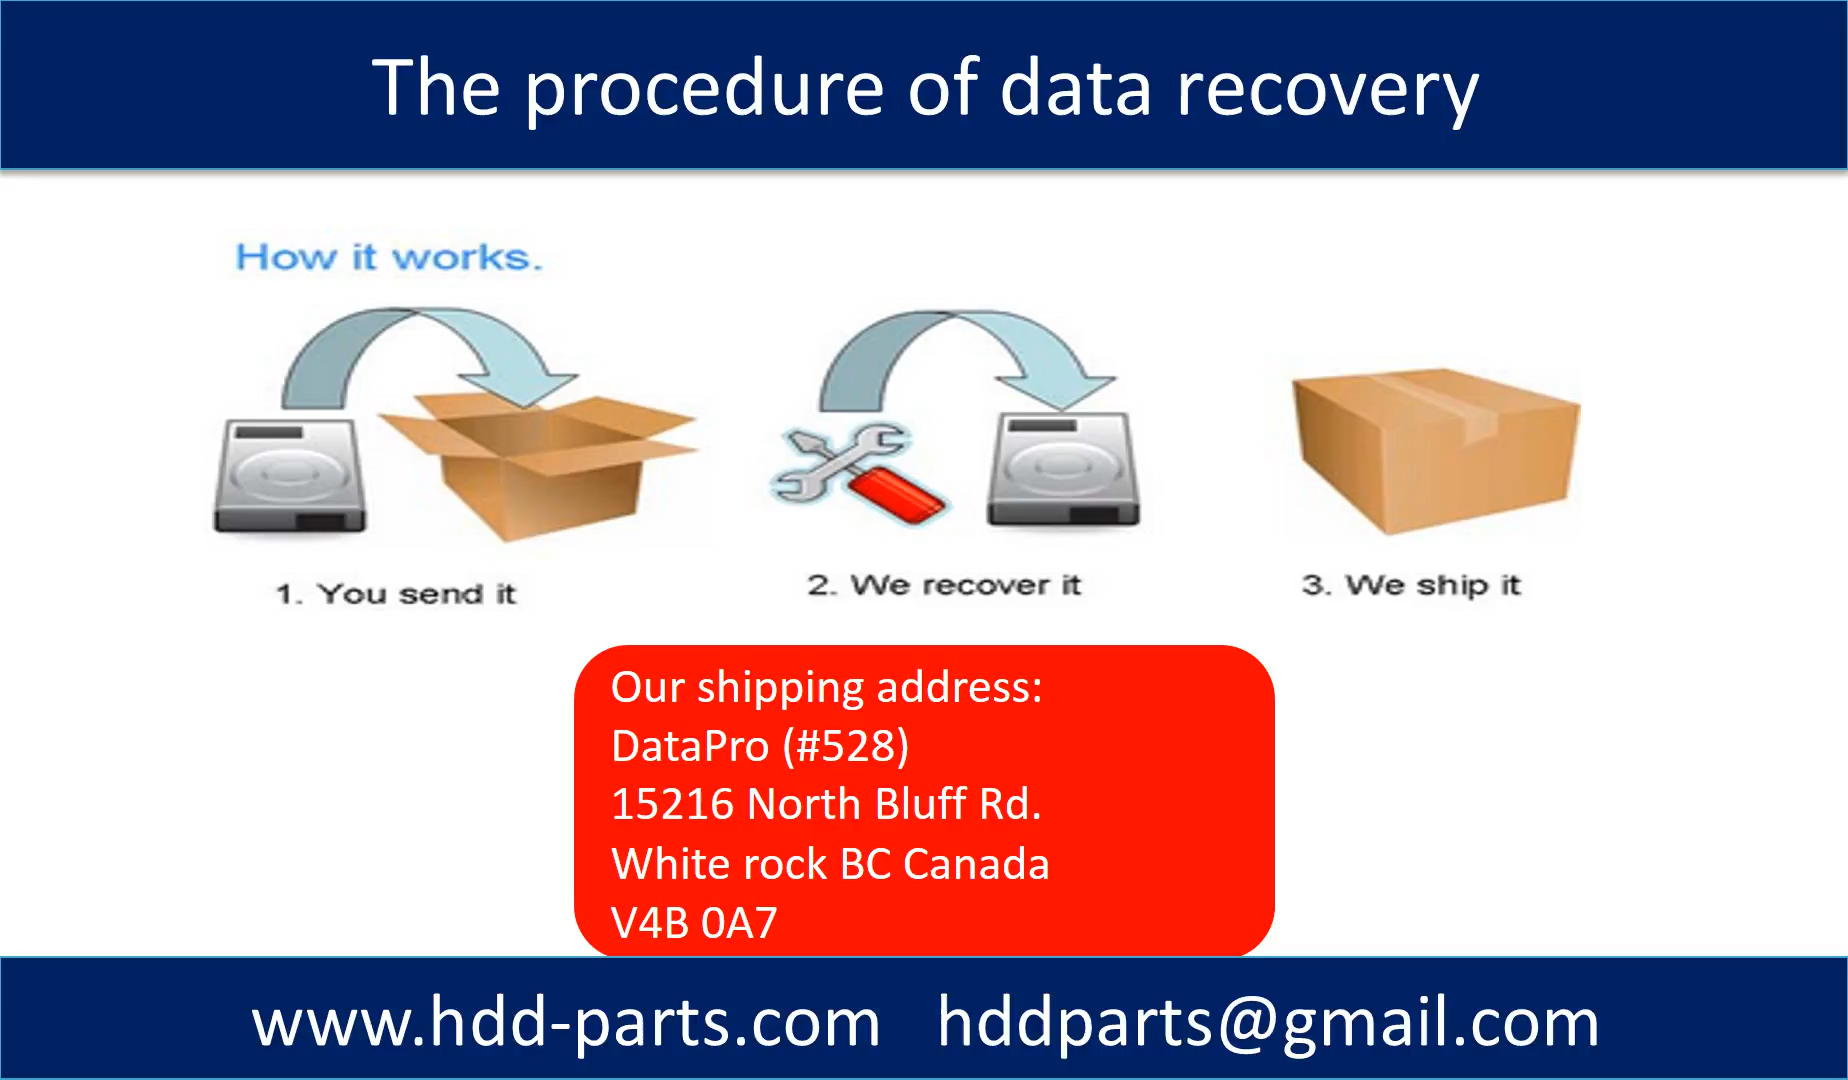 The procedure of data recovery
How it works.
1. You send it
2. We recover it
3. We ship it
Our shipping address:
DataPro (#528)
15216 North Bluff Rd.
White rock BC Canada
V4B 0A7
www.hdd-parts.com hddparts@gmail.com